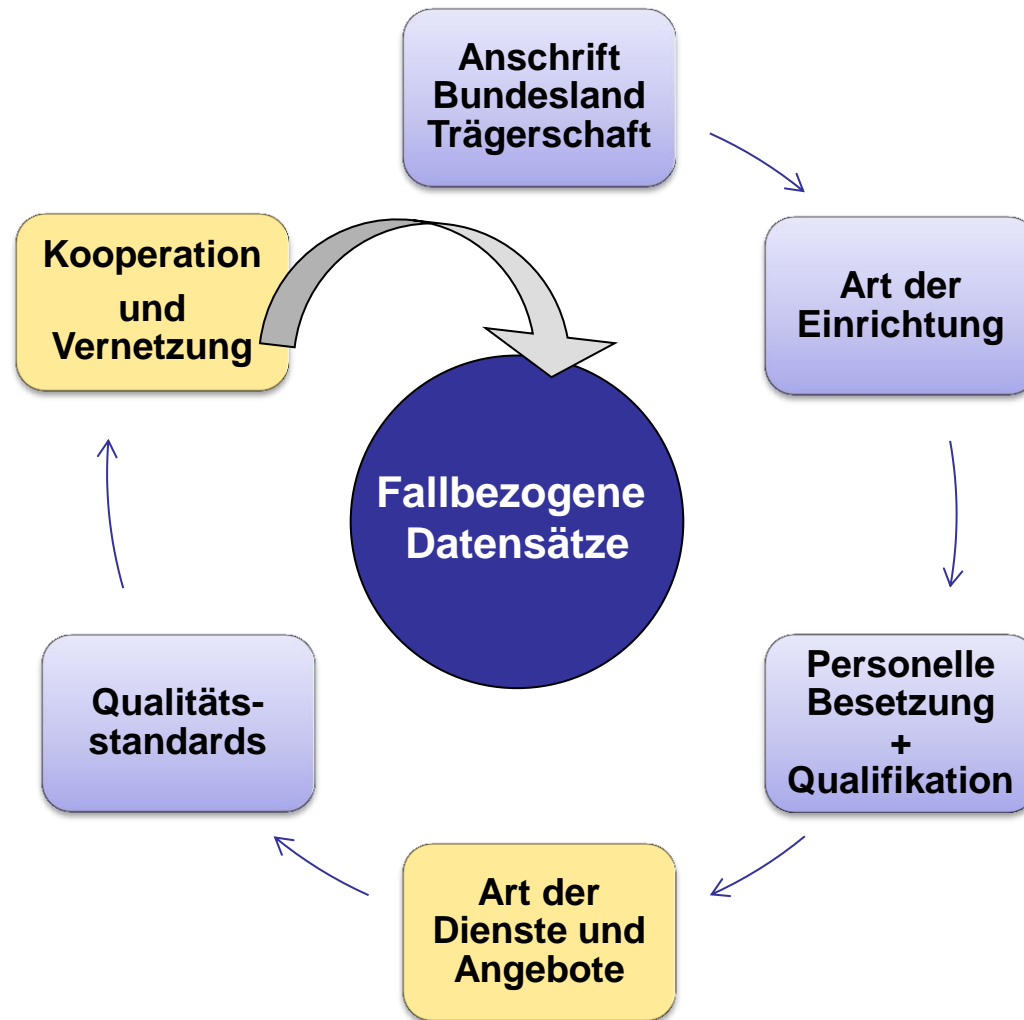 Anschrift
Bundesland
Trägerschaft
Art der
Einrichtung
Personelle
Besetzung
+
Qualifikation
Art der
Dienste und
Angebote
Qualitäts-
standards
Kooperation
und
Vernetzung
Fallbezogene
Datensätze